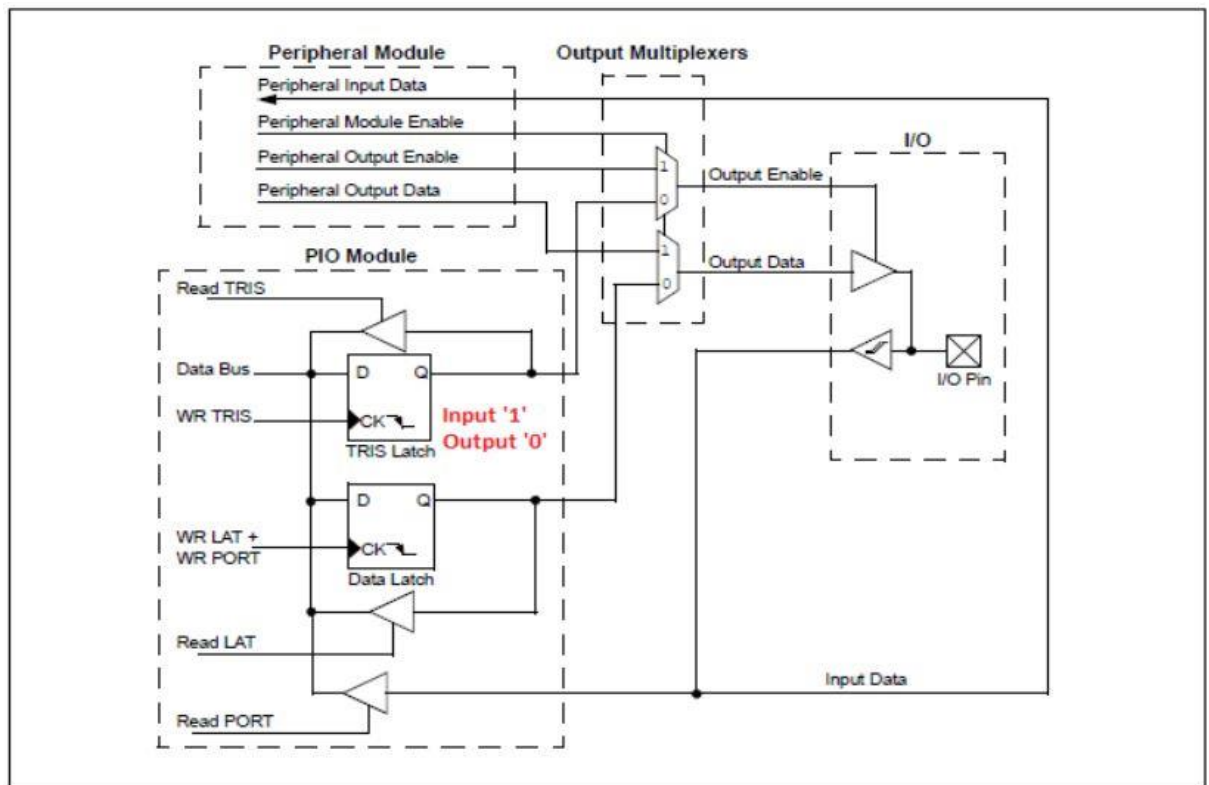 Peripheral Module
Output Multiplexers
Peripheral Input Data
Peripheral Module Enable
Peripheral Output Enable
Peripheral Output Data
1
0
Output Enable
I/O
1
0
Output Data
PIO Module
Read TRIS
Data Bus
D
Q
WR TRIS
CK
TRIS Latch
Input '1'
Output '0'
I/O Pin
D
Q
WR LAT +
WR PORT
CK
Data Latch
Read LAT
Input Data
Read PORT